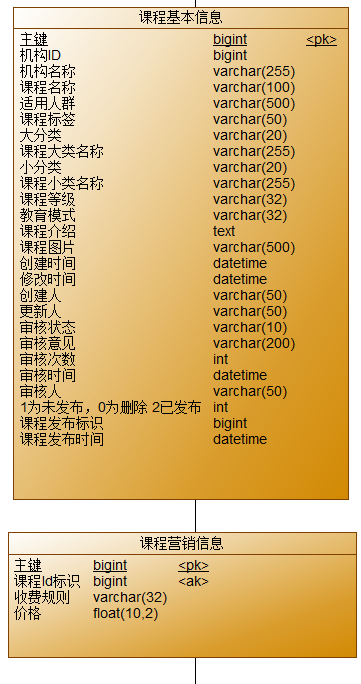 课程基本信息
主键 bigint <pk>
机构ID bigint
机构名称 varchar(255)
课程名称 varchar(100)
适用人群 varchar(500)
课程标签 varchar(50)
大分类 varchar(20)
课程大类名称 varchar(255)
小分类 varchar(20)
课程小类名称 varchar(255)
课程等级 varchar(32)
教育模式 varchar(32)
课程介绍 text
课程图片 varchar(500)
创建时间 datetime
修改时间 datetime
创建人 varchar(50)
更新人 varchar(50)
审核状态 varchar(10)
审核意见 varchar(200)
审核次数 int
审核时间 datetime
审核人 varchar(50)
1为未发布，0为删除 2已发布 int
课程发布标识 bigint
课程发布时间 datetime
课程营销信息
主键 bigint <pk>
课程Id标识 bigint <ak>
收费规则 varchar(32)
价格 float(10,2)